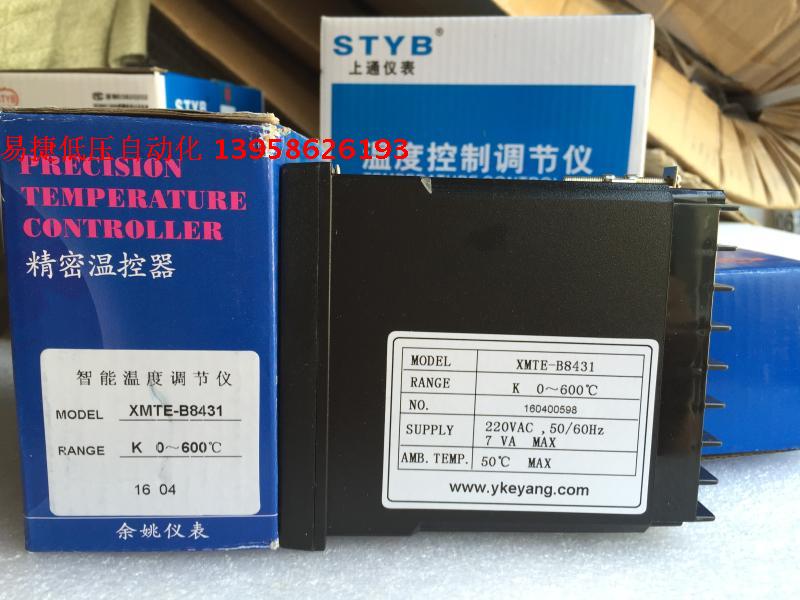 STYB®
上通仪表
温度控制调节仪
STYB
易捷低压自动化 13958626193
PRECISION
TEMPERATURE
CONTROLLER
精密温控器
智能温度调节仪
MODEL XMTE-B8431
RANGE K 0～600℃
16 04
余姚仪表
MODEL XMTE-B8431
RANGE K 0～600℃
NO. 160400598
SUPPLY 220VAC ,50/60Hz
7 VA MAX
AMB. TEMP. 50℃ MAX
www.ykeyang.com